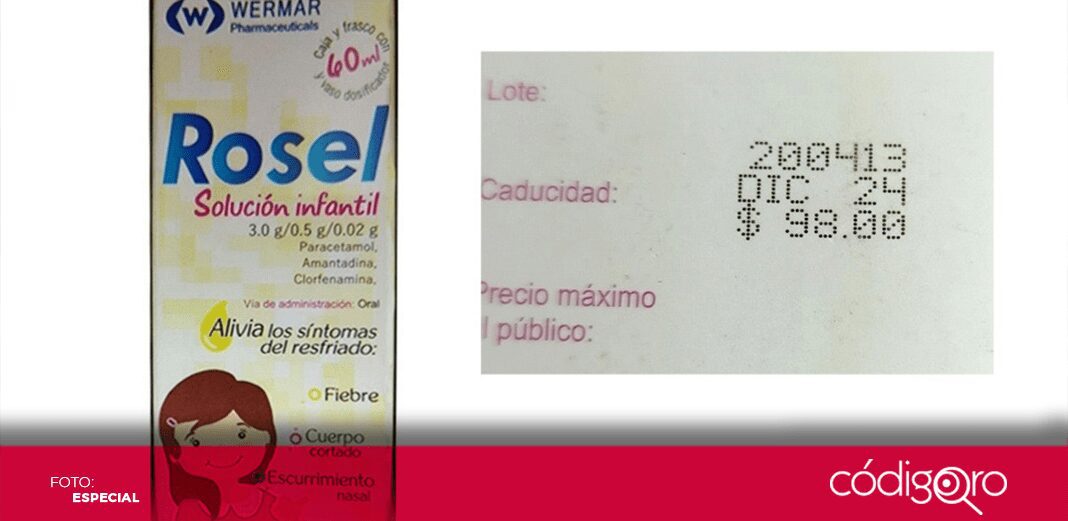 WERMAR
Pharmaceuticals
Caja y frasco con
60ml
y vaso dosificador
Rosel
Solución infantil
3.0 g/0.5 g/0.02 g
Paracetamol,
Amantadina,
Clorfenamina,
Vía de administración: Oral
Alivia los síntomas
del resfriado:
Fiebre
Cuerpo
cortado
Escurrimiento
nasal
Lote:
200413
Caducidad:
DIC 24
$ 98.00
Precio máximo
l público:
FOTO:
ESPECIAL
códigoqro